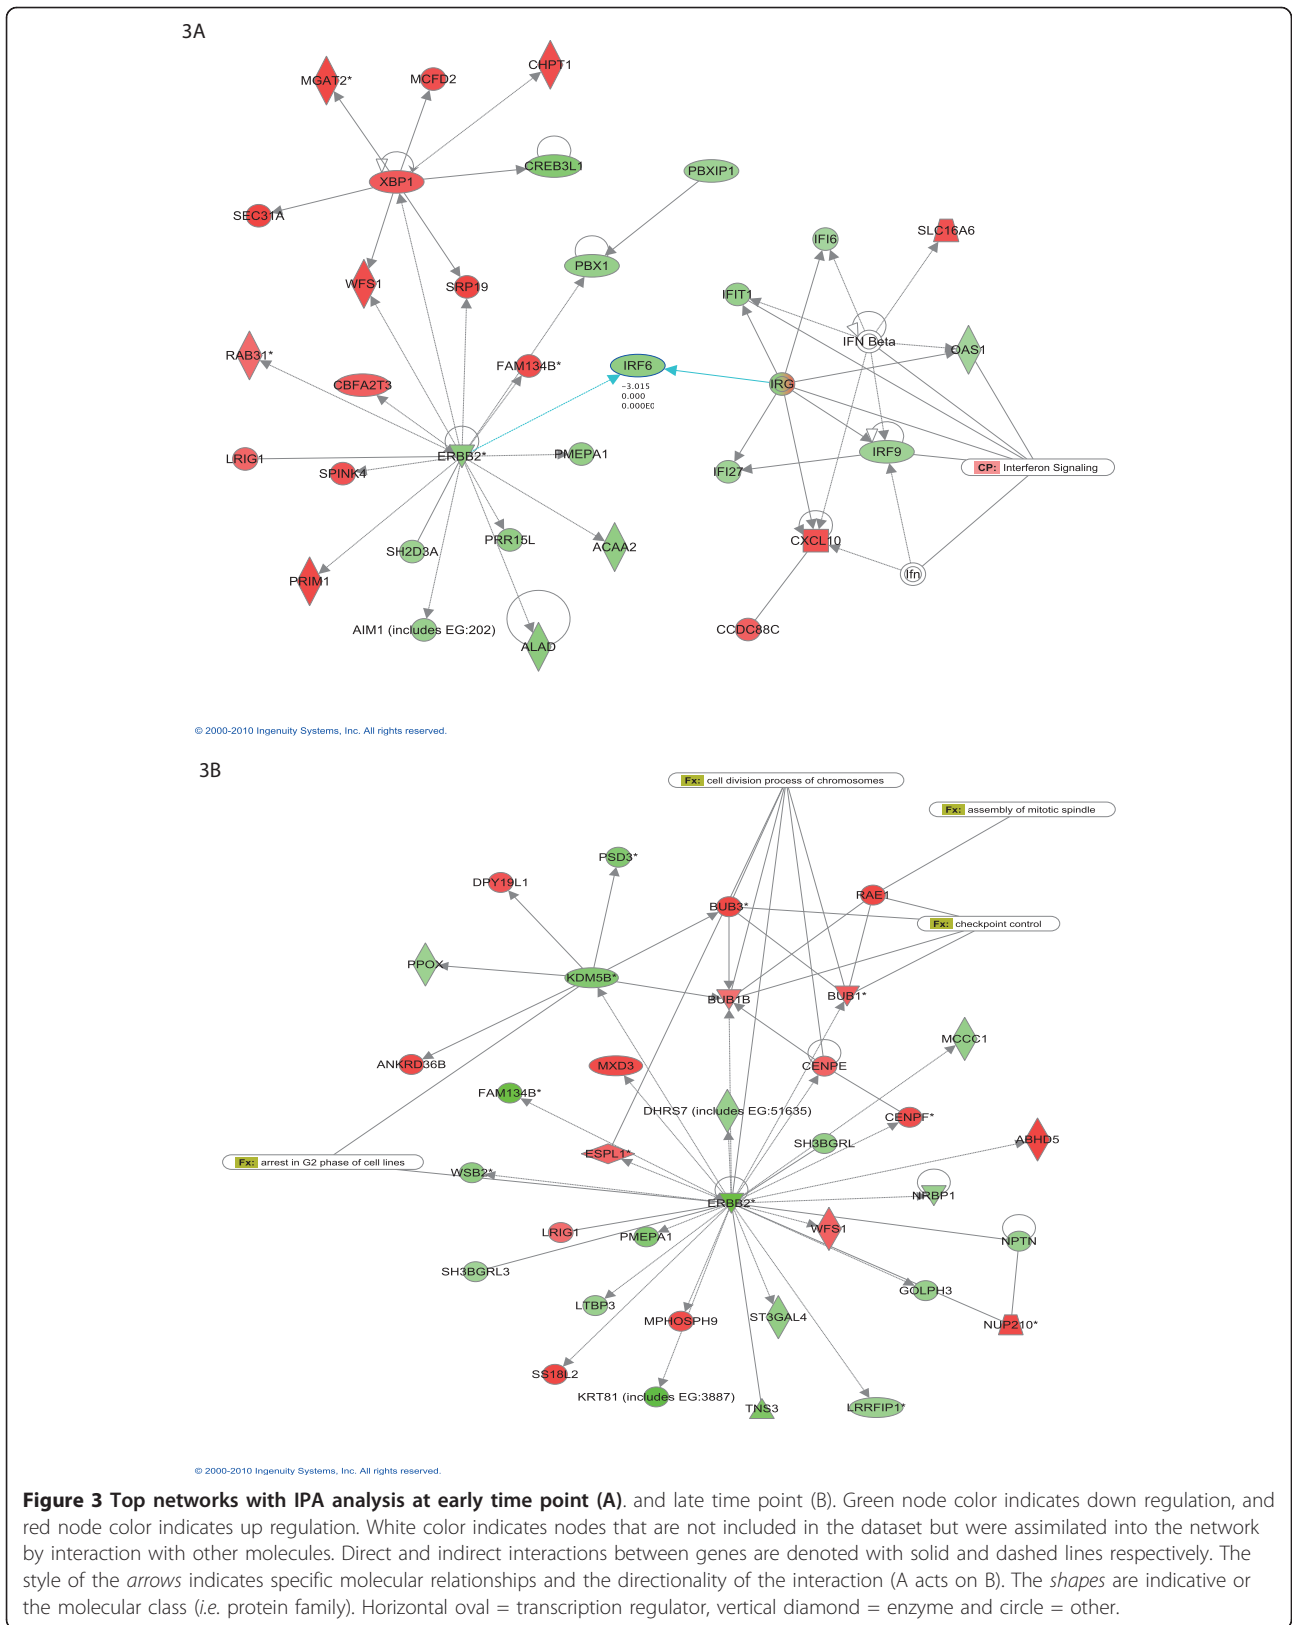 3A
MGAT2*
MCFD2
CHPT1
CREB3L1
PBXIP1
XBP1
SEC31A
SLC16A6
IFI6
PBX1
WFS1
SRP19
IFIT1
IFN Beta
OAS1
RAB31*
FAM134B*
IRF6
CBFA2T3
IRG
-3.015
0.000
0.000E0
LRIG1
ERBB2*
PMEPA1
IRF9
SPINK4
IFI27
CP: Interferon Signaling
SH2D3A
PRR15L
ACAA2
CXCL10
PRIM1
Ifn
AIM1 (includes EG:202)
ALAD
CCDC88C
© 2000-2010 Ingenuity Systems, Inc. All rights reserved.
3B
Fx: cell division process of chromosomes
Fx: assembly of mitotic spindle
PSD3*
DPY19L1
BUB3*
RAE1
Fx: checkpoint control
PPOX
KDM5B*
BUB1B
BUB1*
MCCC1
ANKRD36B
MXD3
CENPE
FAM134B*
DHRS7 (includes EG:51635)
CENPF*
SH3BGRL
ABHD5
ESPL1*
Fx: arrest in G2 phase of cell lines
WSB2*
ERBB2*
NRBP1
LRIG1
PMEPA1
WFS1
NPTN
SH3BGRL3
GOLPH3
LTBP3
MPHOSPH9
ST3GAL4
NUP210*
SS18L2
KRT81 (includes EG:3887)
TNS3
LRRFIP1*
© 2000-2010 Ingenuity Systems, Inc. All rights reserved.
Figure 3 Top networks with IPA analysis at early time point (A). and late time point (B). Green node color indicates down regulation, and
red node color indicates up regulation. White color indicates nodes that are not included in the dataset but were assimilated into the network
by interaction with other molecules. Direct and indirect interactions between genes are denoted with solid and dashed lines respectively. The
style of the arrows indicates specific molecular relationships and the directionality of the interaction (A acts on B). The shapes are indicative or
the molecular class (i.e. protein family). Horizontal oval = transcription regulator, vertical diamond = enzyme and circle = other.